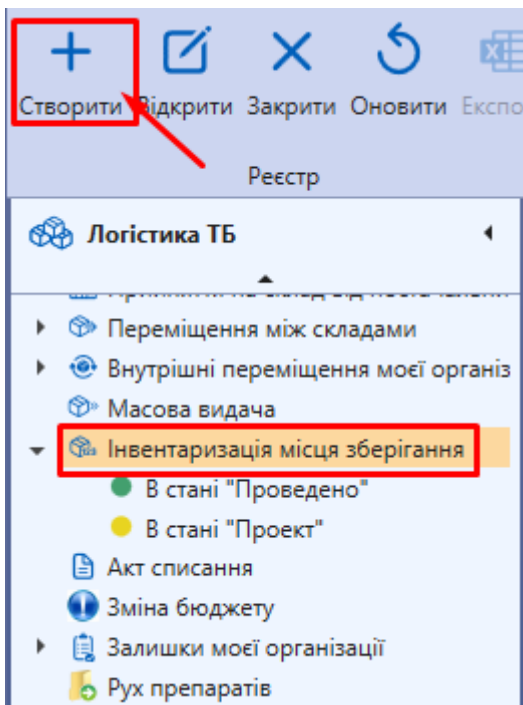 Створити Відкрити Закрити Оновити Експо
Реєстр
Логістика ТБ
Переміщення між складами
Внутрішні переміщення моєї організ
Масова видача
Інвентаризація місця зберігання
В стані "Проведено"
В стані "Проект"
Акт списання
Зміна бюджету
Залишки моєї організації
Рух препаратів